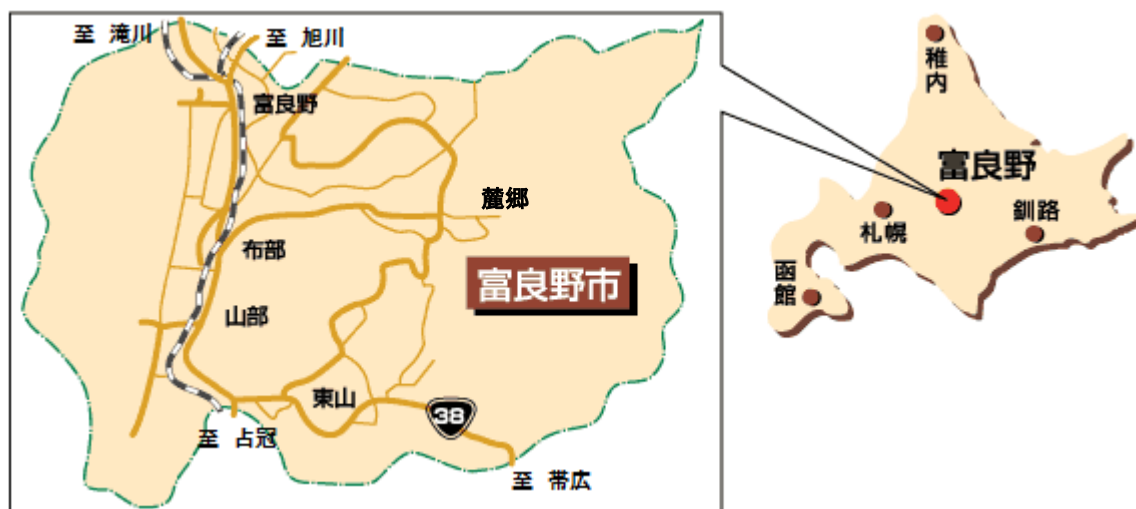 至 滝川
至 旭川
富良野
麓郷
布部
富良野市
山部
東山
38
至 占冠
至 帯広
稚内
富良野
札幌
釧路
函館